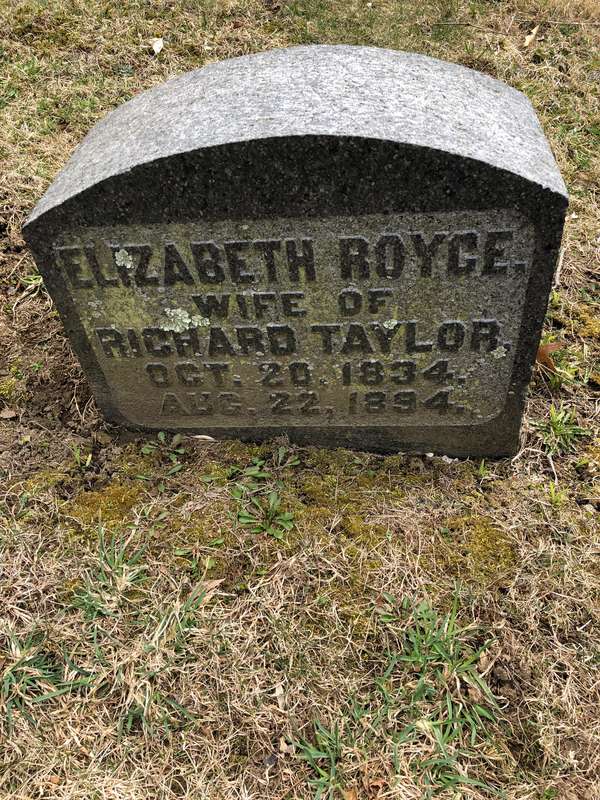 ELIZABETH ROYCE,
WIFE OF
RICHARD TAYLOR,
OCT. 20, 1834.
AUG. 22, 1894.